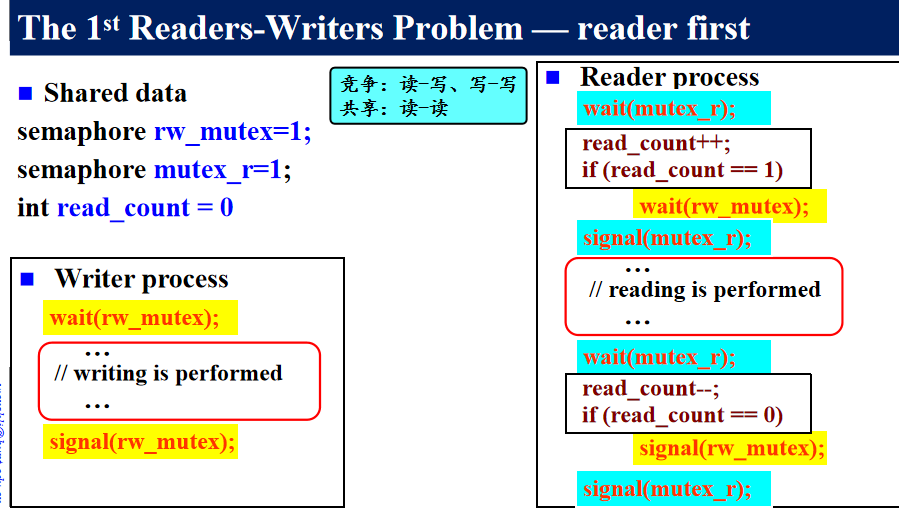 The 1st Readers-Writers Problem — reader first
■ Shared data
semaphore rw_mutex=1;
semaphore mutex_r=1;
int read_count = 0
竞争：读-写、写-写
共享：读-读
■ Writer process
wait(rw_mutex);
…
// writing is performed
…
signal(rw_mutex);
■ Reader process
wait(mutex_r);
read_count++;
if (read_count == 1)
wait(rw_mutex);
signal(mutex_r);
…
// reading is performed
…
wait(mutex_r);
read_count--;
if (read_count == 0)
signal(rw_mutex);
signal(mutex_r);